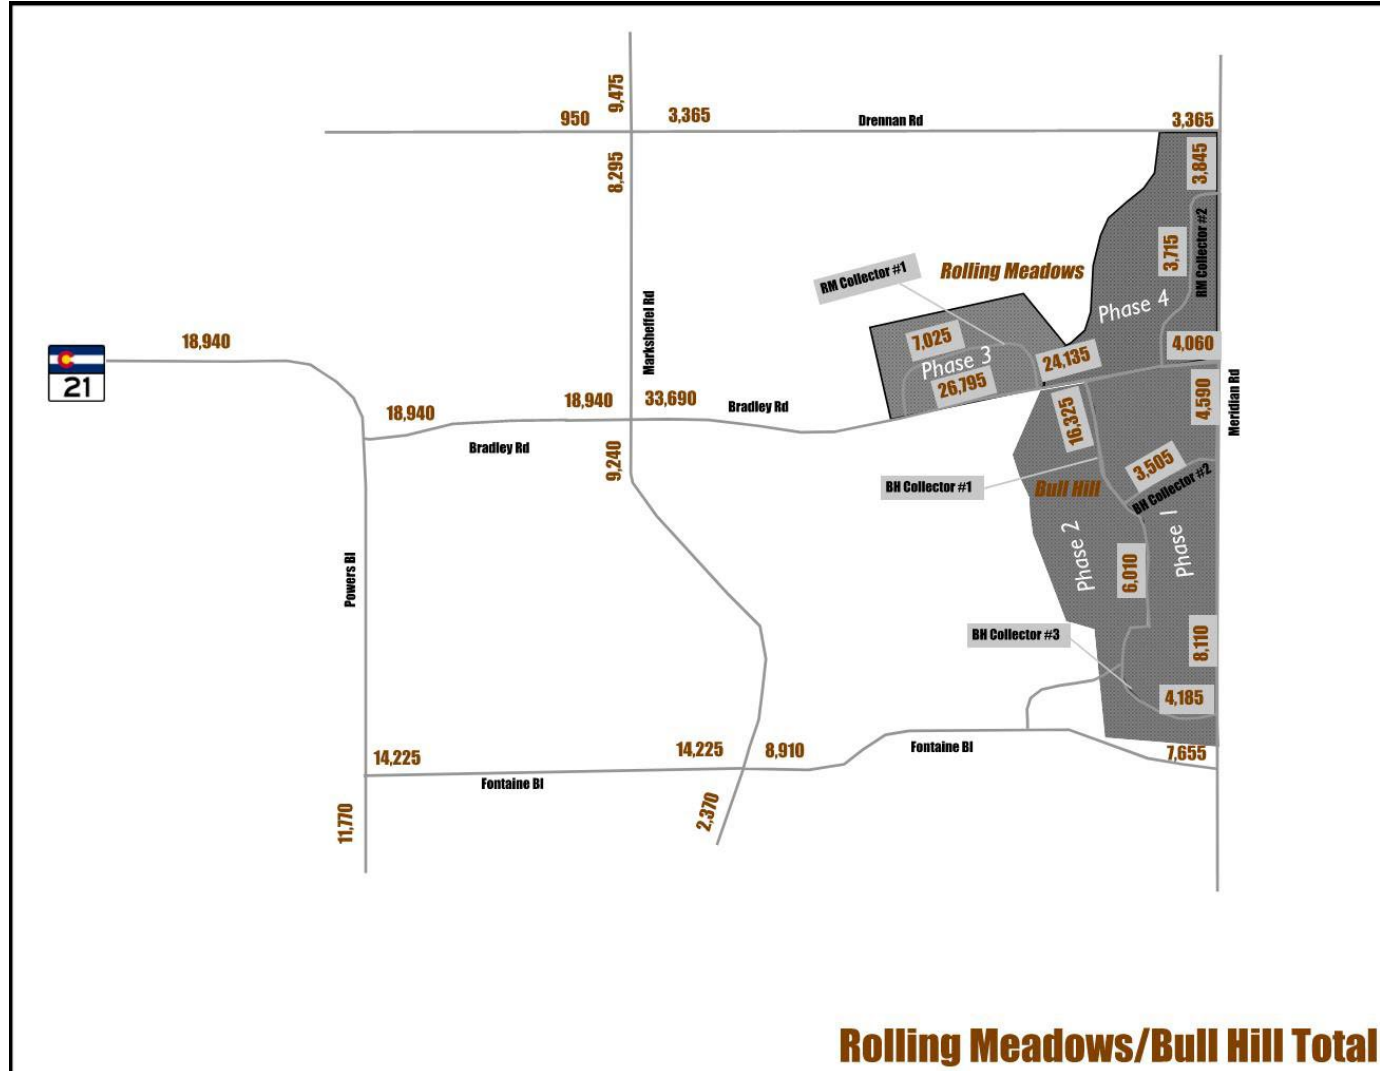 9,475
950
3,365
Drennan Rd
3,365
8,295
3,845
RM Collector #1
Rolling Meadows
3,715
RM Collector #2
Marksheffel Rd
Phase 4
18,940
7,025
Phase 3
24,135
4,060
21
26,795
18,940
18,940
33,690
Bradley Rd
16,325
4,590
Meridian Rd
Bradley Rd
9,240
3,505
BH Collector #1
Bull Hill
BH Collector #2
Phase 2
Phase 1
Powers Bl
6,010
BH Collector #3
8,110
4,185
14,225
14,225
8,910
Fontaine Bl
7,655
Fontaine Bl
11,770
2,370
Rolling Meadows/Bull Hill Total